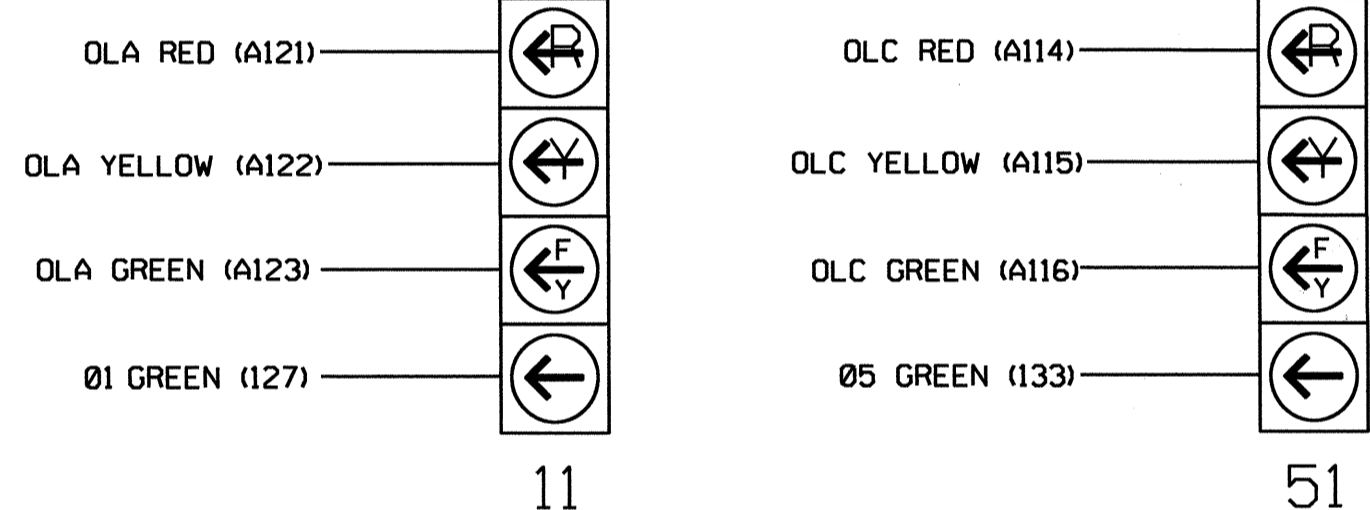 OLA RED (A121)
R
OLA YELLOW (A122)
Y
OLA GREEN (A123)
F
Y
Ø1 GREEN (127)
11
OLC RED (A114)
R
OLC YELLOW (A115)
Y
OLC GREEN (A116)
F
Y
Ø5 GREEN (133)
51